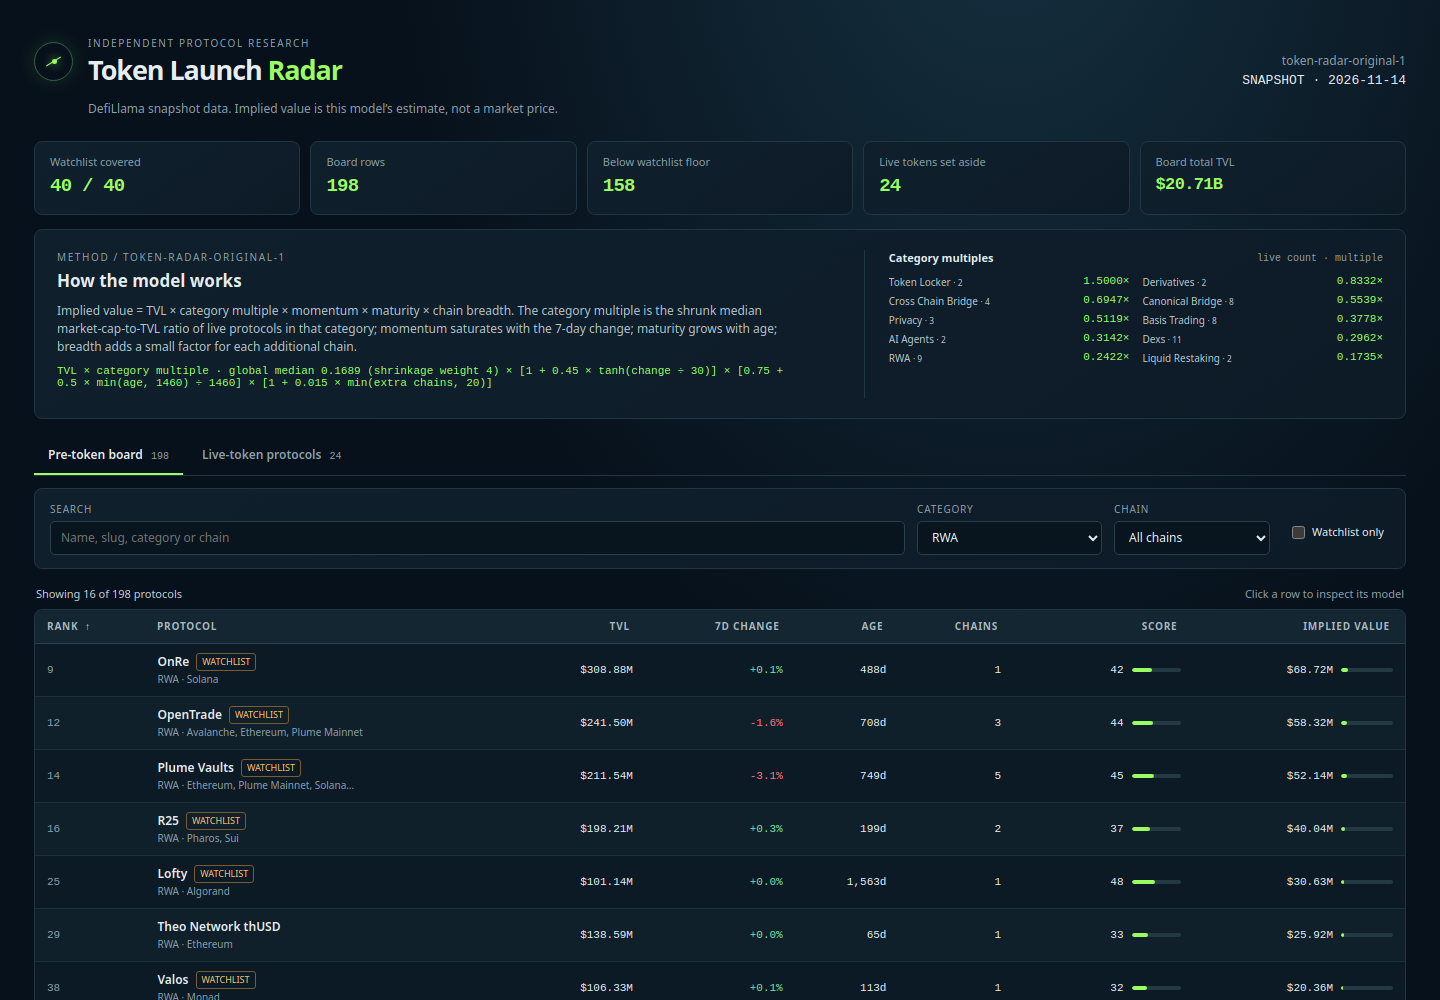 INDEPENDENT PROTOCOL RESEARCH
Token Launch Radar
DefiLlama snapshot data. Implied value is this model's estimate, not a market price.
token-radar-original-1
SNAPSHOT · 2026-11-14
Watchlist covered
40 / 40
Board rows
198
Below watchlist floor
158
Live tokens set aside
24
Board total TVL
$20.71B
METHOD / TOKEN-RADAR-ORIGINAL-1
How the model works
Implied value = TVL × category multiple × momentum × maturity × chain breadth. The category multiple is the shrunk median
market-cap-to-TVL ratio of live protocols in that category; momentum saturates with the 7-day change; maturity grows with age;
breadth adds a small factor for each additional chain.
TVL × category multiple · global median 0.1689 (shrinkage weight 4) × [1 + 0.45 × tanh(change ÷ 30)] × [0.75 +
0.5 × min(age, 1460) ÷ 1460] × [1 + 0.015 × min(extra chains, 20)]
Category multiples live count · multiple
Token Locker · 2 1.5000× Derivatives · 2 0.8332×
Cross Chain Bridge · 4 0.6947× Canonical Bridge · 8 0.5539×
Privacy · 3 0.5119× Basis Trading · 8 0.3778×
AI Agents · 2 0.3142× Dexs · 11 0.2962×
RWA · 9 0.2422× Liquid Restaking · 2 0.1735×
Pre-token board 198 Live-token protocols 24
SEARCH CATEGORY CHAIN
Name, slug, category or chain RWA All chains Watchlist only
Showing 16 of 198 protocols Click a row to inspect its model
RANK ↑ PROTOCOL TVL 7D CHANGE AGE CHAINS SCORE IMPLIED VALUE
9 OnRe WATCHLIST $308.88M +0.1% 488d 1 42 $68.72M
RWA · Solana
12 OpenTrade WATCHLIST $241.50M -1.6% 708d 3 44 $58.32M
RWA · Avalanche, Ethereum, Plume Mainnet
14 Plume Vaults WATCHLIST $211.54M -3.1% 749d 5 45 $52.14M
RWA · Ethereum, Plume Mainnet, Solana…
16 R25 WATCHLIST $198.21M +0.3% 199d 2 37 $40.04M
RWA · Pharos, Sui
25 Lofty WATCHLIST $101.14M +0.0% 1,563d 1 48 $30.63M
RWA · Algorand
29 Theo Network thUSD $138.59M +0.0% 65d 1 33 $25.92M
RWA · Ethereum
38 Valos WATCHLIST $106.33M +0.1% 113d 1 32 $20.36M
RWA · Monad